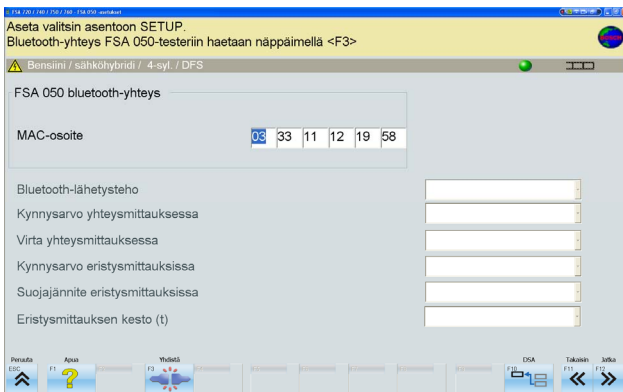 FSA 720 / 740 / 750 / 760 - FSA 050 -asetukset
Aseta valitsin asentoon SETUP.
Bluetooth-yhteys FSA 050-testeriin haetaan näppäimellä <F3>
Bensiini / sähköhybridi / 4-syl. / DFS
FSA 050 bluetooth-yhteys
MAC-osoite 03 33 11 12 19 58
Bluetooth-lähetysteho
Kynnysarvo yhteysmittauksessa
Virta yhteysmittauksessa
Kynnysarvo eristysmittauksissa
Suojajännite eristysmittauksissa
Eristysmittauksen kesto (t)
Peruuta Apua Yhdistä DSA Takaisin Jatka
ESC F1 F3 F10 F11 F12